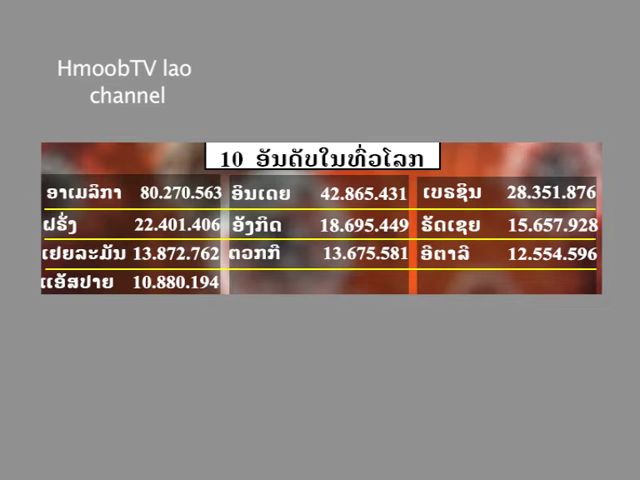 HmoobTV lao
channel
10 ອັນດັບໃນທົ່ວໂລກ
ອາເມລິກາ 80.270.563 ອິນເດຍ 42.865.431 ເບຣຊິນ 28.351.876
ຝຣັ່ງ 22.401.406 ອັງກິດ 18.695.449 ຣັດເຊຍ 15.657.928
ເຢຍລະມັນ 13.872.762 ຕວກກີ 13.675.581 ອີຕາລີ 12.554.596
ແອັສປາຍ 10.880.194